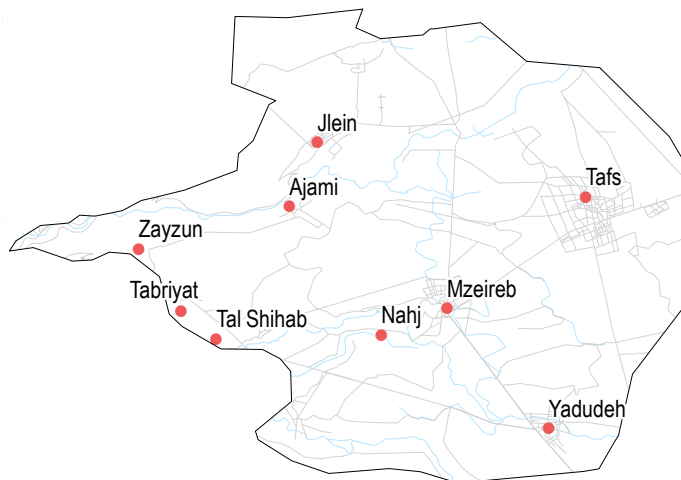 Jlein
Tafs
Ajami
Zayzun
Tabriyat
Mzeireb
Tal Shihab
Nahj
Yadudeh